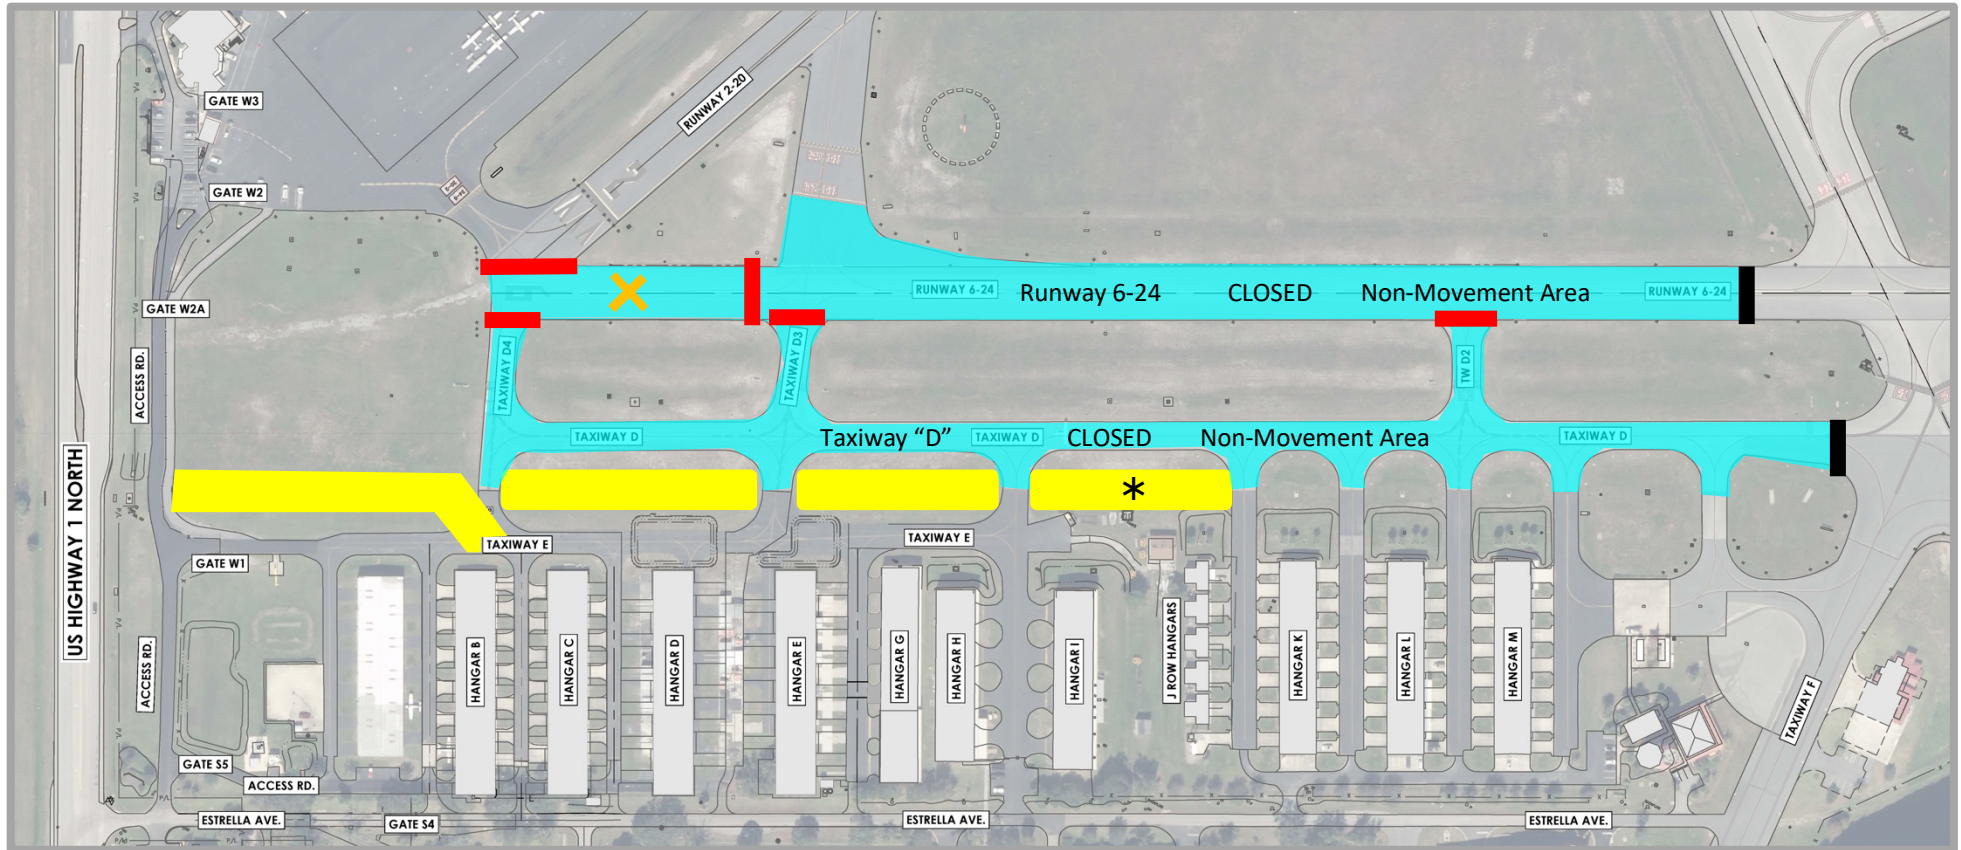 GATE W3
RUNWAY 2-20
GATE W2
GATE W2A
RUNWAY 6-24
Runway 6-24 CLOSED Non-Movement Area
RUNWAY 6-24
ACCESS RD.
TAXIWAY D4
TAXIWAY D3
TW D2
TAXIWAY D
Taxiway “D”
TAXIWAY D
CLOSED Non-Movement Area
TAXIWAY D
*
US HIGHWAY 1 NORTH
TAXIWAY E
TAXIWAY E
GATE W1
ACCESS RD.
HANGAR B
HANGAR C
HANGAR D
HANGAR E
HANGAR G
HANGAR H
HANGAR I
J ROW HANGARS
HANGAR K
HANGAR L
HANGAR M
TAXIWAY F
GATE S5
ACCESS RD.
ESTRELLA AVE.
GATE S4
ESTRELLA AVE.
ESTRELLA AVE.